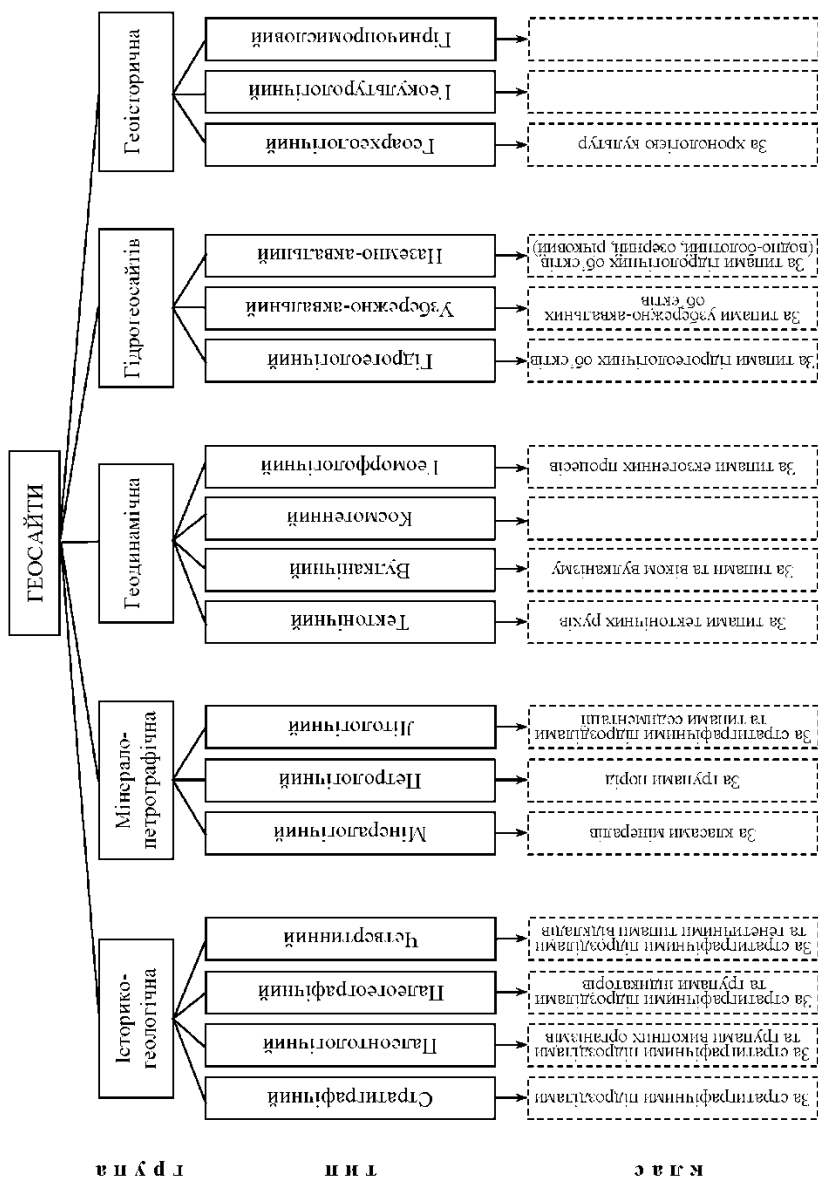 ГЕОСАЙТИ
група
Історико-
геологічна
Мінерало-
петрографічна
Геодинамічна
Гідрогеосайтів
Геоісторична
тип
Стратиграфічний
Палеонтологічний
Палеогеографічний
Четвертинний
Мінералогічний
Петрологічний
Літологічний
Тектонічний
Вулканічний
Космогенний
Геоморфологічний
Гідрогеологічний
Узбережно-аквальний
Наземно-аквальний
Геоархеологічний
Геокультурологічний
Гірничопромисловий
клас
За стратиграфічними підрозділами
За стратиграфічними підрозділами
та групами викопних організмів
За стратиграфічними підрозділами
та групами індикаторів
За стратиграфічними підрозділами
та генетичними типами відкладів
За класами мінералів
За групами порід
За стратиграфічними підрозділами
та типами седиментації
За типами тектонічних рухів
За типами та віком вулканізму
За типами екзогенних процесів
За типами гідрогеологічних об'єктів
За типами узбережно-аквальних
об'єктів
За типами гідрологічних об'єктів
(водно-болотний, озерний, річковий)
За хронологією культур